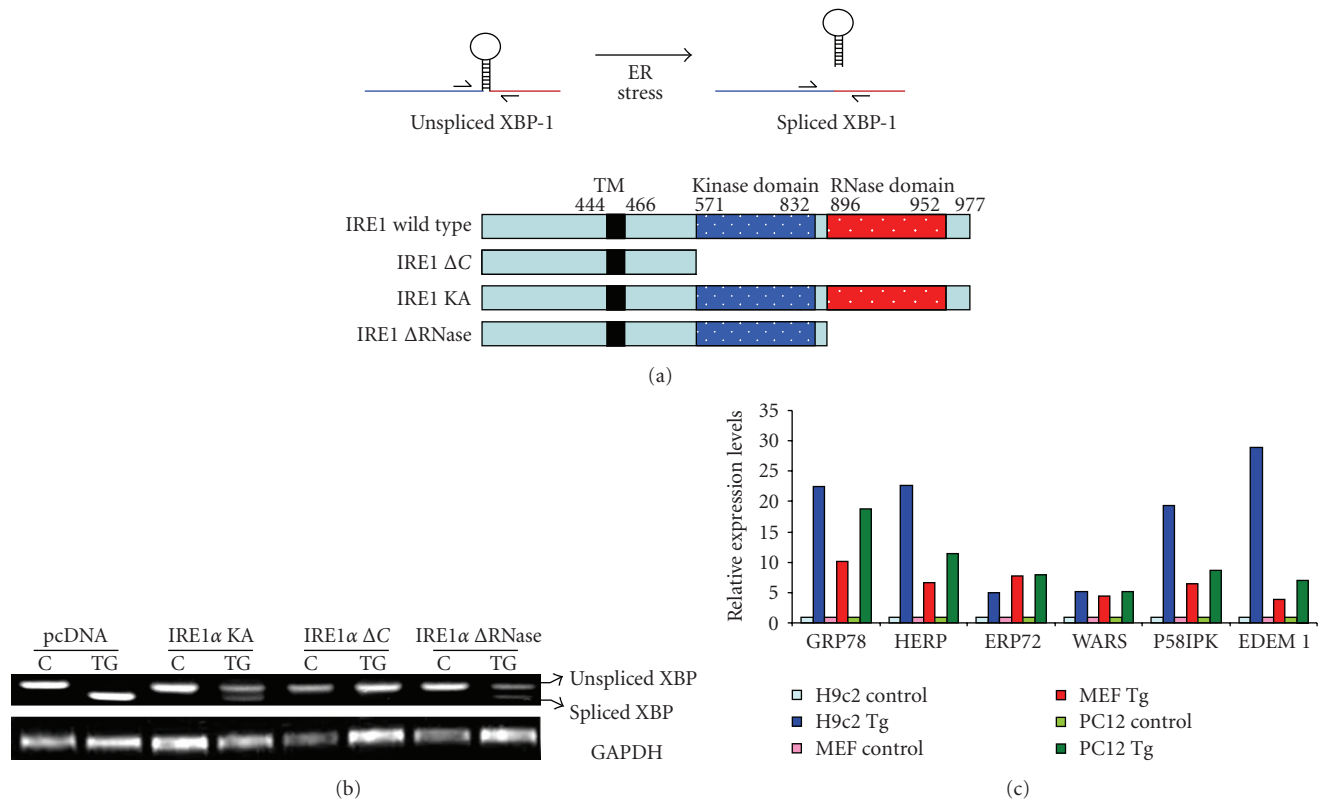 ER
stress
Unspliced XBP-1
Spliced XBP-1
TM
Kinase domain
RNase domain
444
466
571
832
896
952
977
IRE1 wild type
IRE1 ΔC
IRE1 KA
IRE1 ΔRNase
(a)
pcDNA
IRE1α KA
IRE1α ΔC
IRE1α ΔRNase
C
TG
C
TG
C
TG
C
TG
Unspliced XBP
Spliced XBP
GAPDH
(b)
Relative expression levels
35
30
25
20
15
10
5
0
GRP78
HERP
ERP72
WARS
P58IPK
EDEM 1
H9c2 control
H9c2 Tg
MEF control
MEF Tg
PC12 control
PC12 Tg
(c)